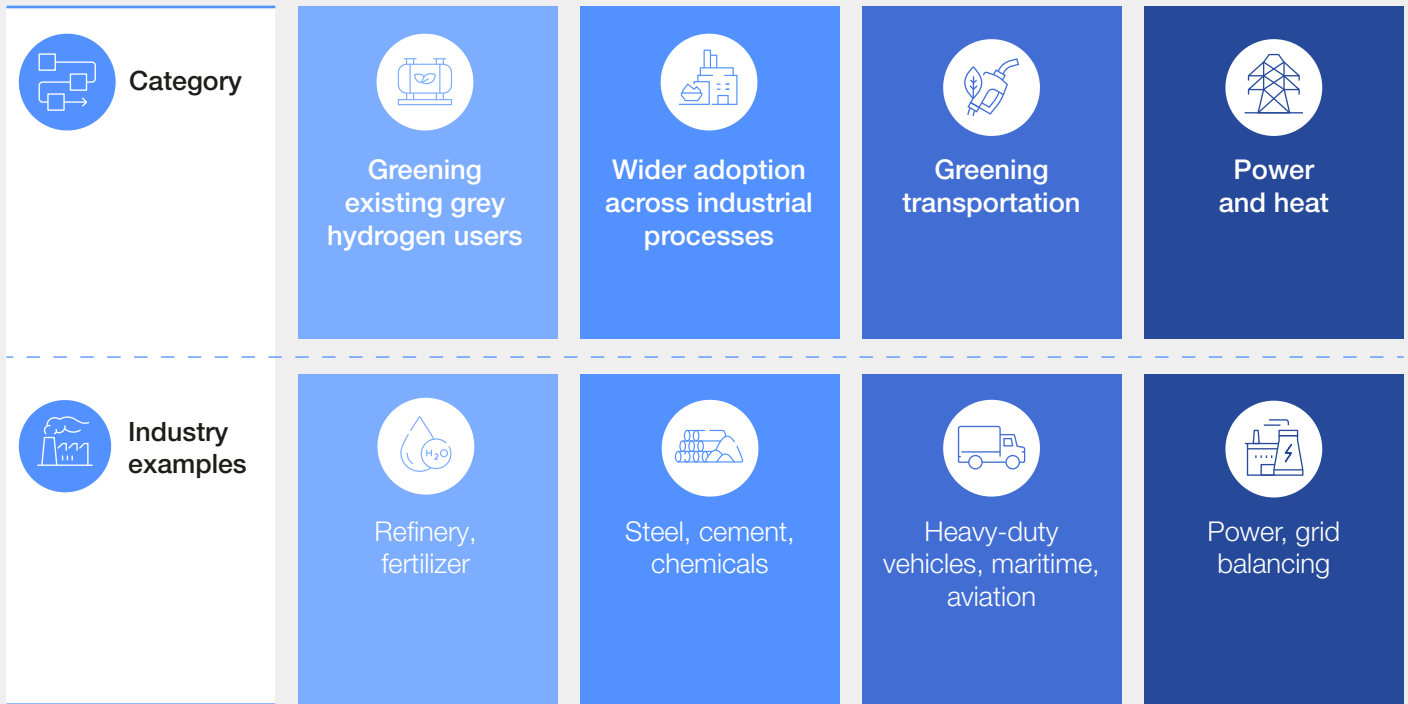 Category
Greening
existing grey
hydrogen users
Wider adoption
across industrial
processes
Greening
transportation
Power
and heat
Industry
examples
H₂O
Refinery,
fertilizer
Steel, cement,
chemicals
Heavy-duty
vehicles, maritime,
aviation
Power, grid
balancing